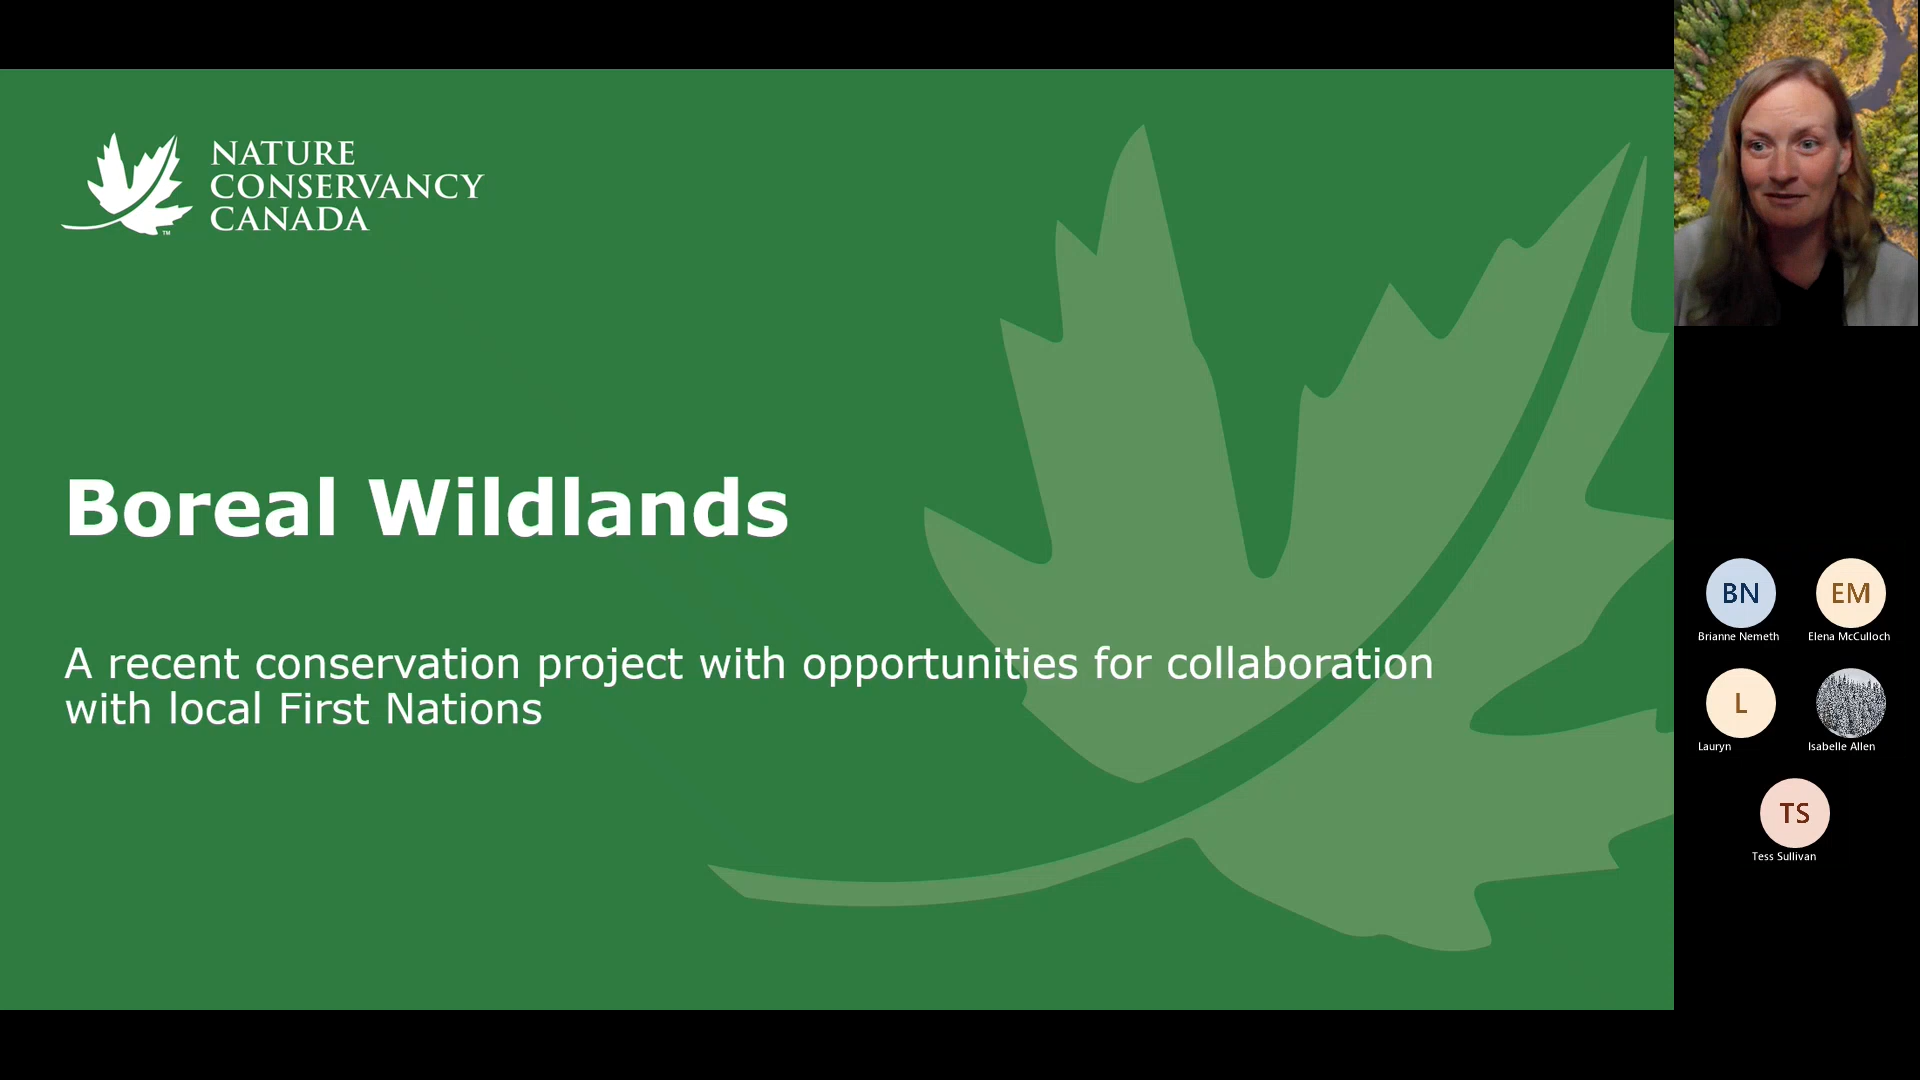 NATURE
CONSERVANCY
CANADA
TM
Boreal Wildlands
A recent conservation project with opportunities for collaboration
with local First Nations
BN
EM
Brianne Nemeth
Elena McCulloch
L
Lauryn
Isabelle Allen
TS
Tess Sullivan